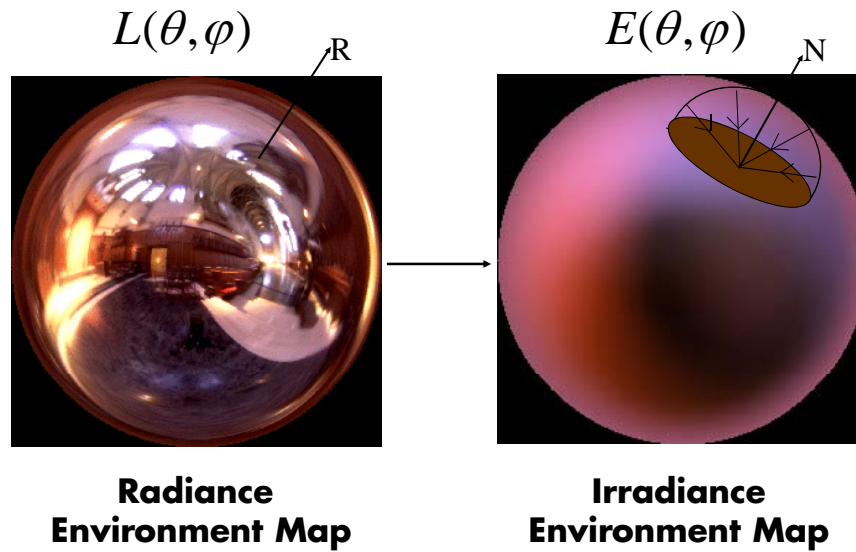 L(θ,φ)
E(θ,φ)
R
N
Radiance
Environment Map
Irradiance
Environment Map